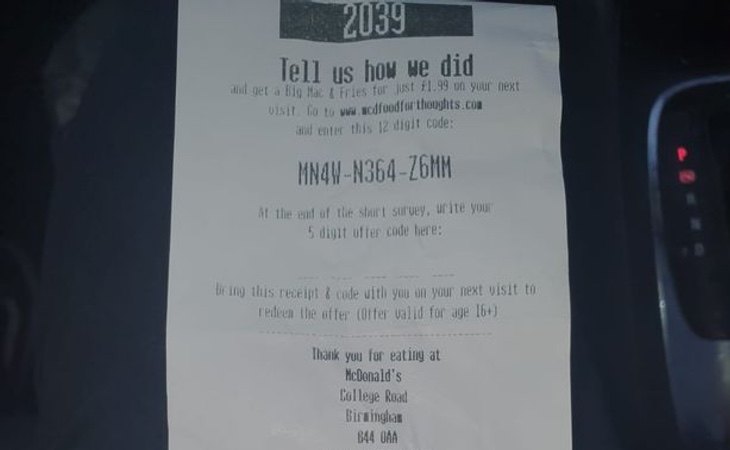 2039
Tell us how we did
and get a Big Mac & Fries for just £1.99 on your next
visit. Go to www.mcdfoodforthoughts.com
and enter this 12 digit code:
MN4W-N364-Z6MM
At the end of the short survey, write your
5 digit offer code here:
Bring this receipt & code with you on your next visit to
redeem the offer (Offer valid for age 16+)
Thank you for eating at
McDonald's
College Road
Birmingham
B44 0AA
P